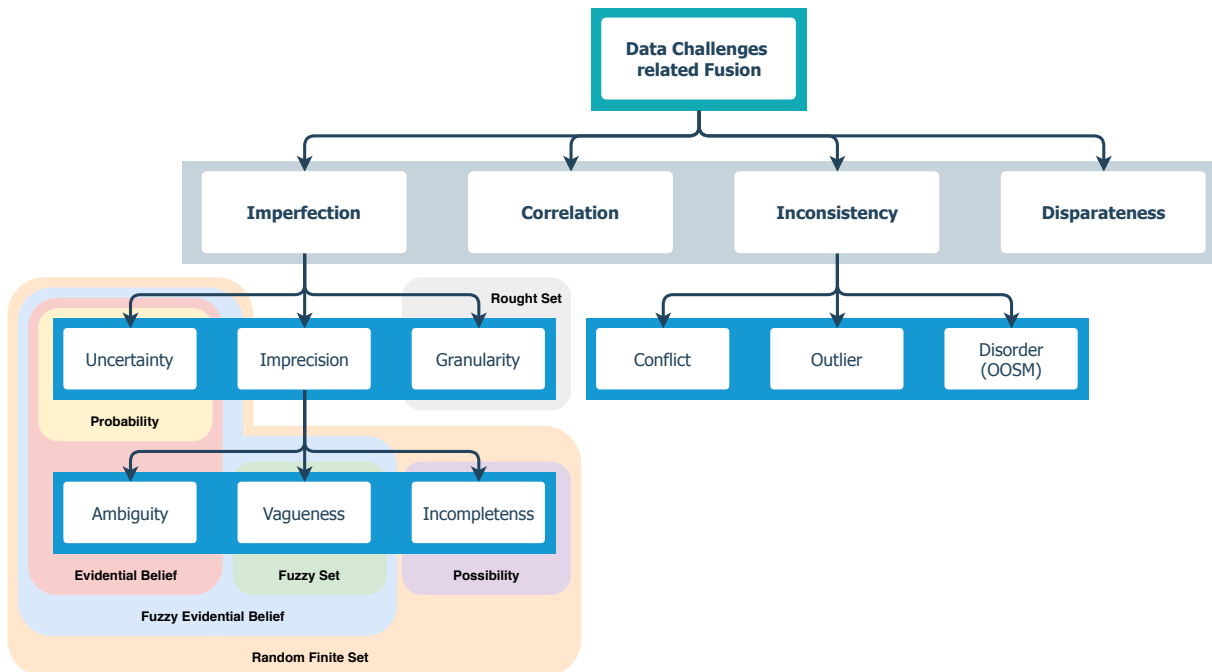 Data Challenges
related Fusion
Imperfection
Correlation
Inconsistency
Disparateness
Rought Set
Uncertainty
Imprecision
Granularity
Conflict
Outlier
Disorder
(OOSM)
Probability
Ambiguity
Vagueness
Incompletenss
Evidential Belief
Fuzzy Set
Possibility
Fuzzy Evidential Belief
Random Finite Set